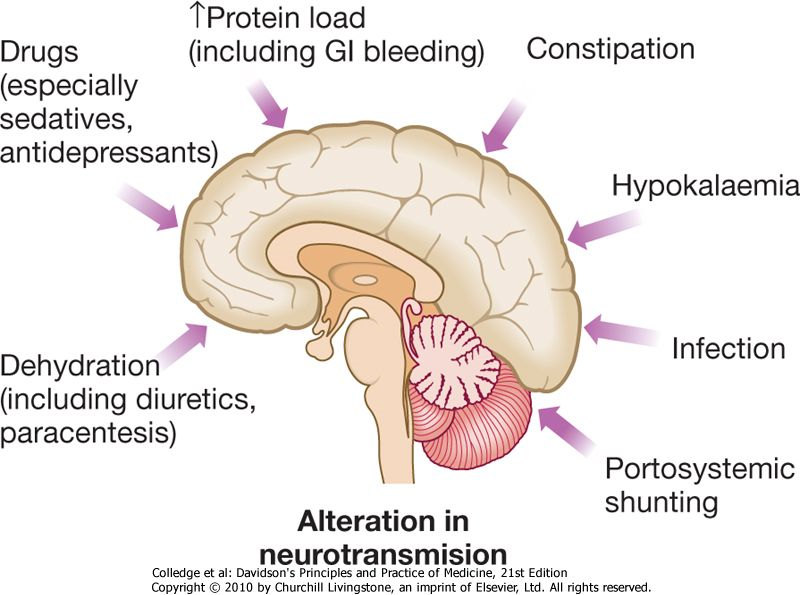 ↑Protein load
(including GI bleeding)
Drugs
(especially
sedatives,
antidepressants)
Constipation
Hypokalaemia
Infection
Portosystemic
shunting
Dehydration
(including diuretics,
paracentesis)
Alteration in
neurotransmision
Colledge et al: Davidson's Principles and Practice of Medicine, 21st Edition
Copyright © 2010 by Churchill Livingstone, an imprint of Elsevier, Ltd. All rights reserved.